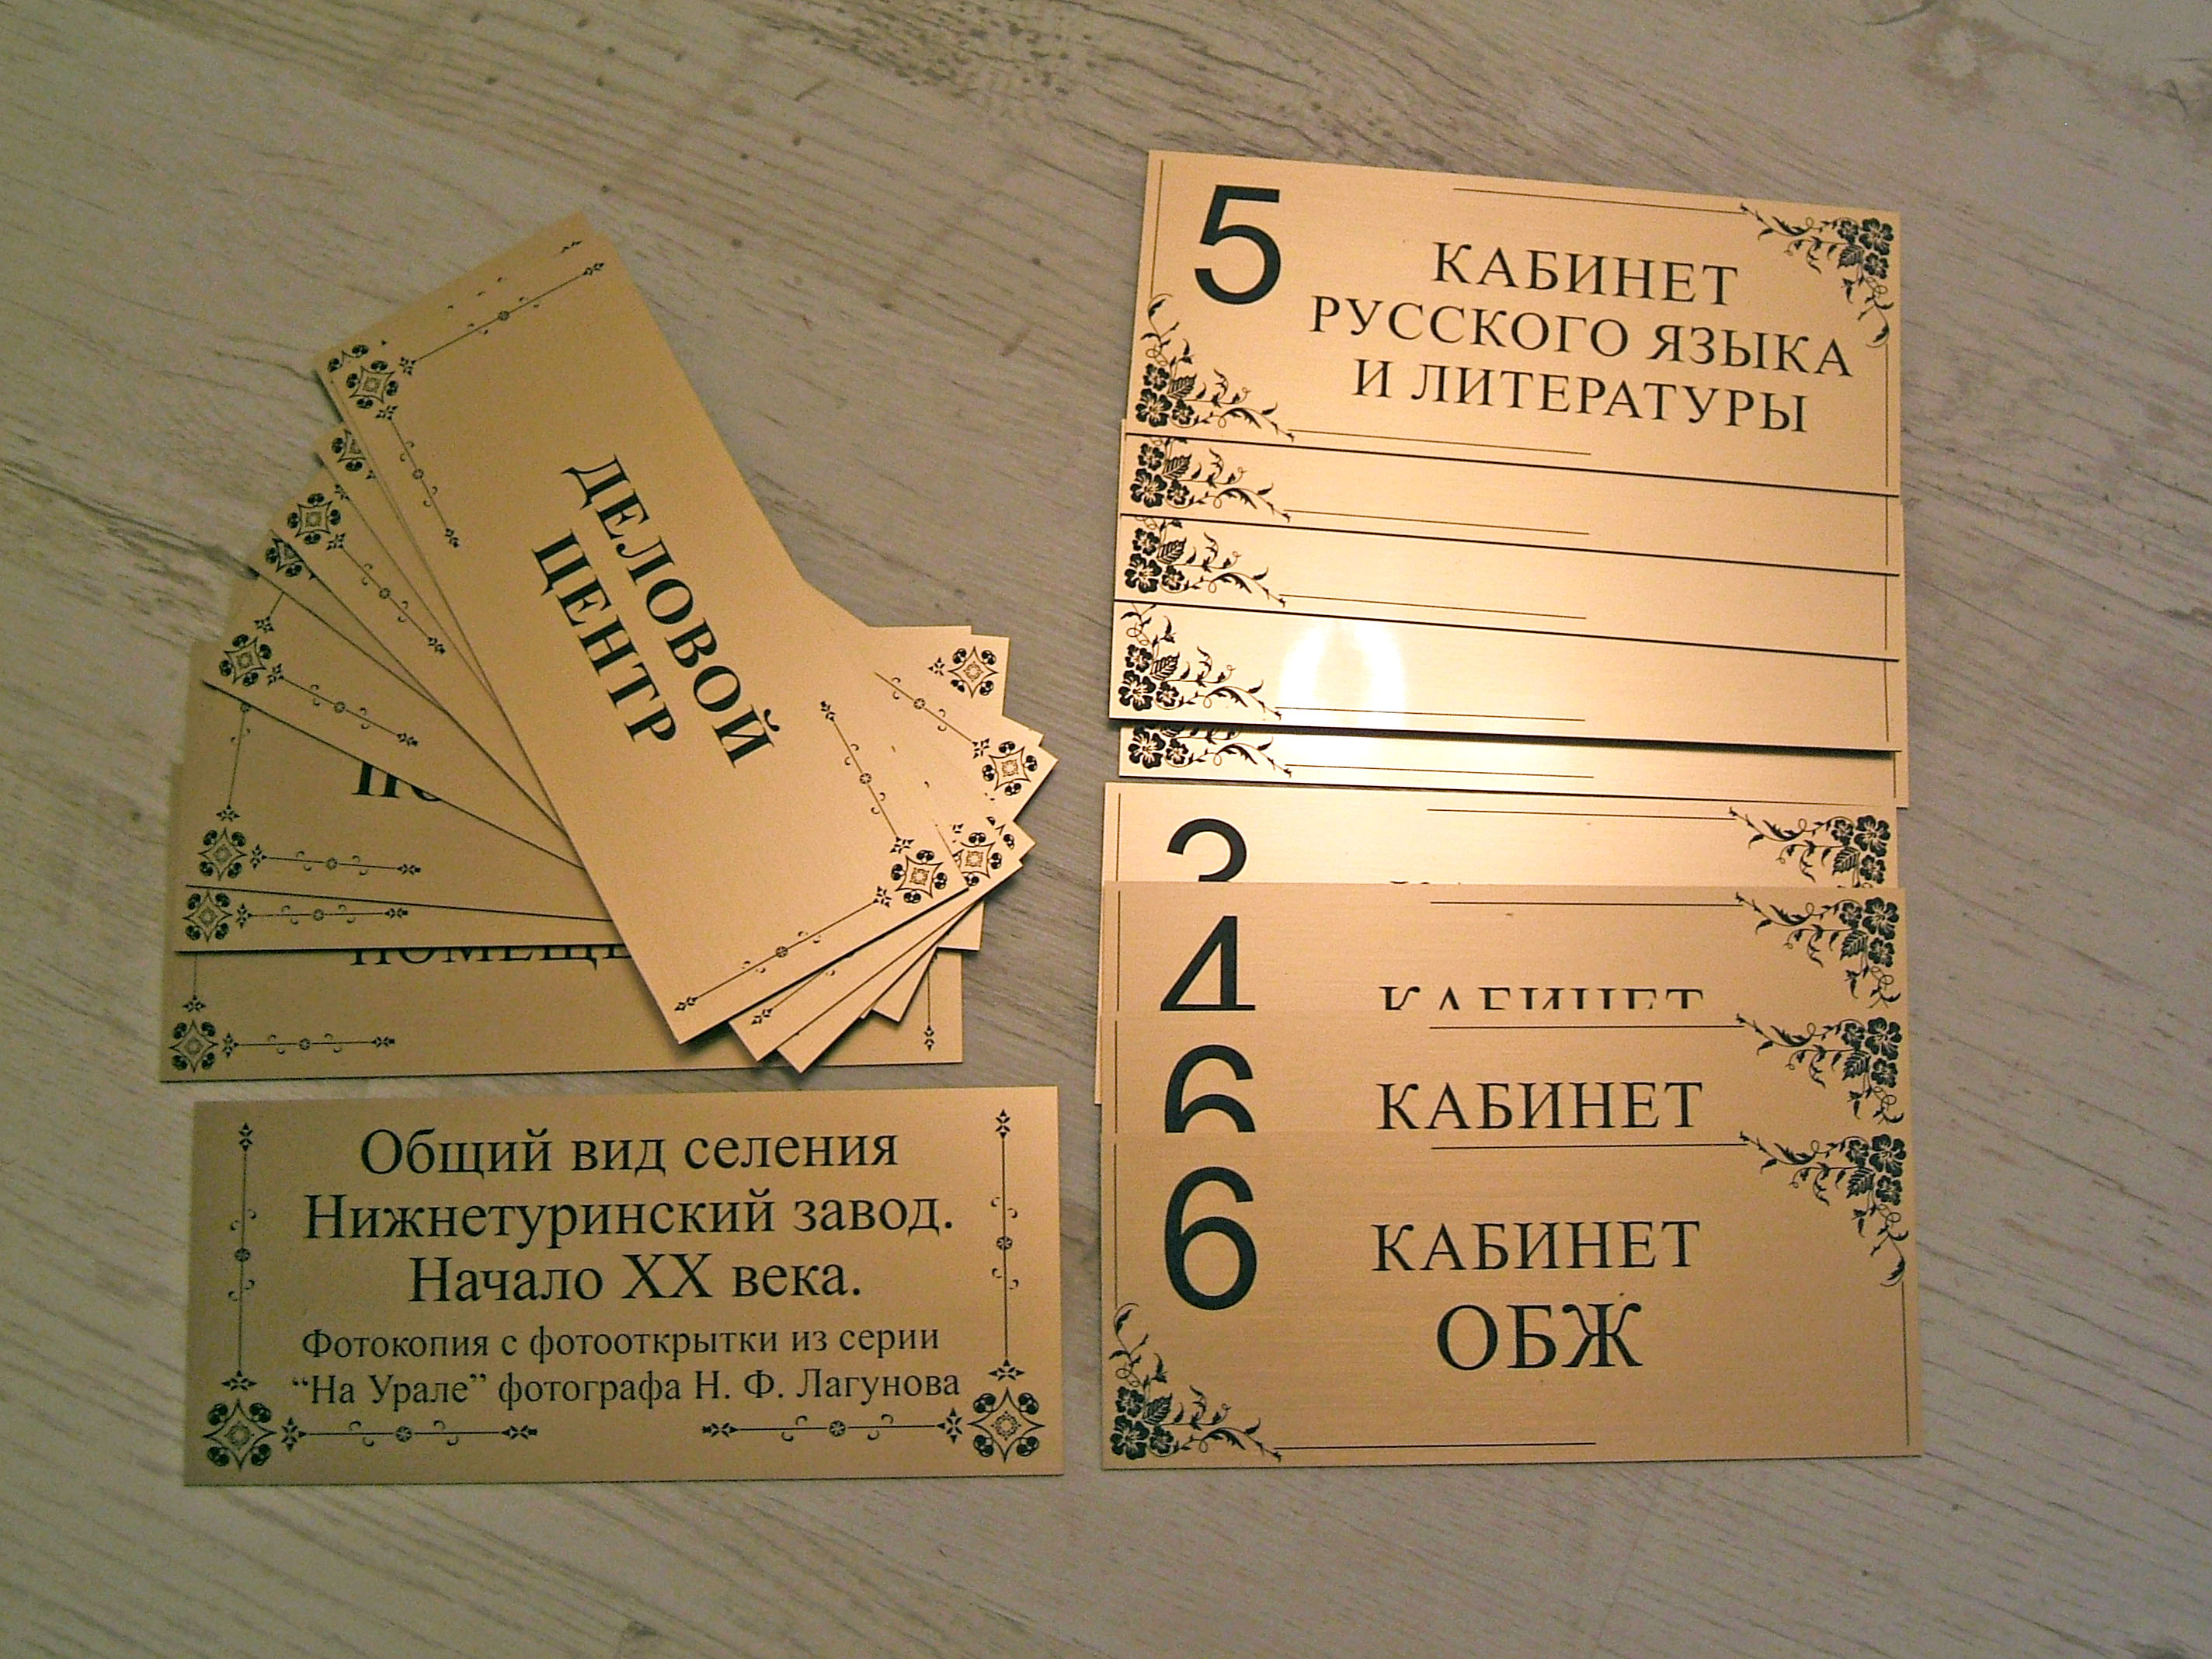 ДЕЛОВОЙ
ЦЕНТР
Общий вид селения
Нижнетуринский завод.
Начало XX века.
Фотокопия с фотооткрытки из серии
“На Урале” фотографа Н. Ф. Лагунова
5
КАБИНЕТ
РУССКОГО ЯЗЫКА
И ЛИТЕРАТУРЫ
4
КАБИНЕТ
6
КАБИНЕТ
6
КАБИНЕТ
ОБЖ